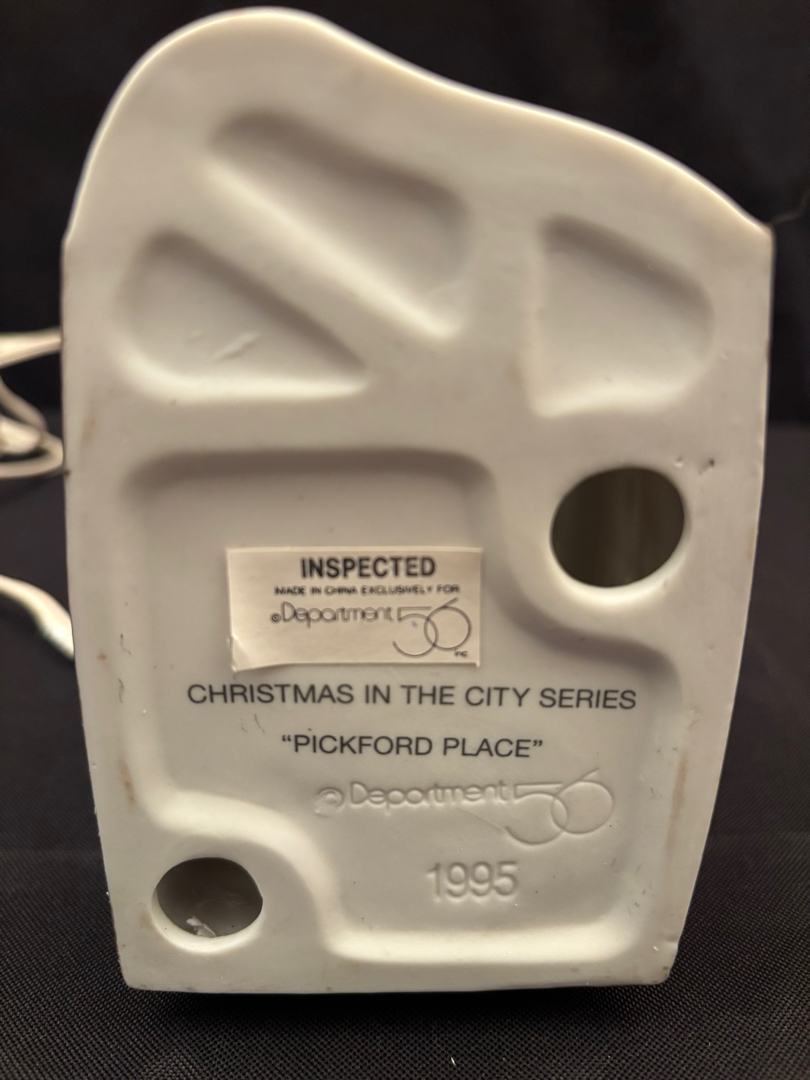 INSPECTED
MADE IN CHINA EXCLUSIVELY FOR
©Department 56
INC.
CHRISTMAS IN THE CITY SERIES
“PICKFORD PLACE”
©Department 56
1995